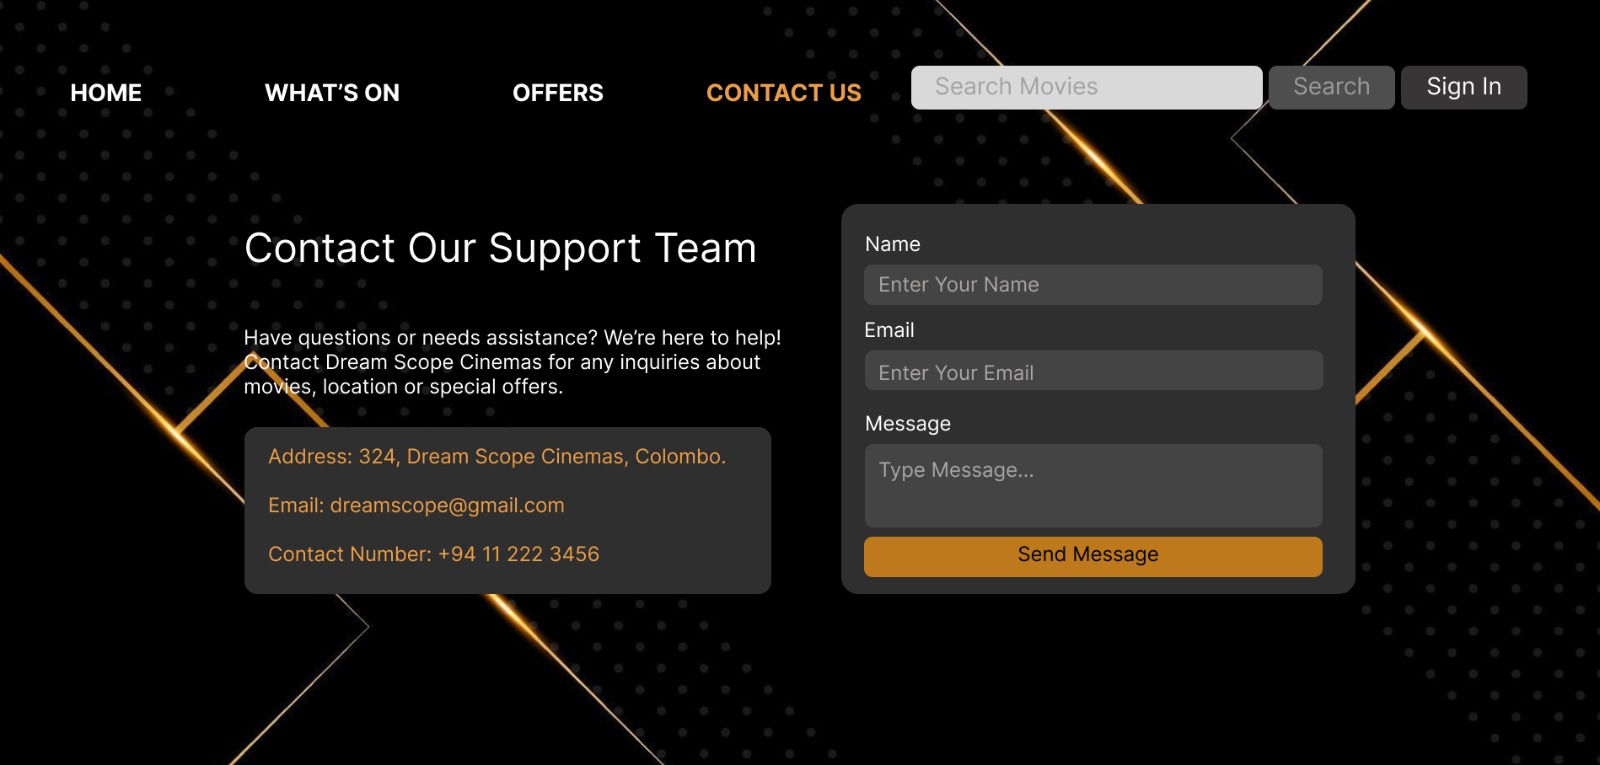 HOME
WHAT’S ON
OFFERS
CONTACT US
Search Movies
Search
Sign In
Contact Our Support Team
Have questions or needs assistance? We’re here to help!
Contact Dream Scope Cinemas for any inquiries about
movies, location or special offers.
Address: 324, Dream Scope Cinemas, Colombo.
Email: dreamscope@gmail.com
Contact Number: +94 11 222 3456
Name
Enter Your Name
Email
Enter Your Email
Message
Type Message...
Send Message